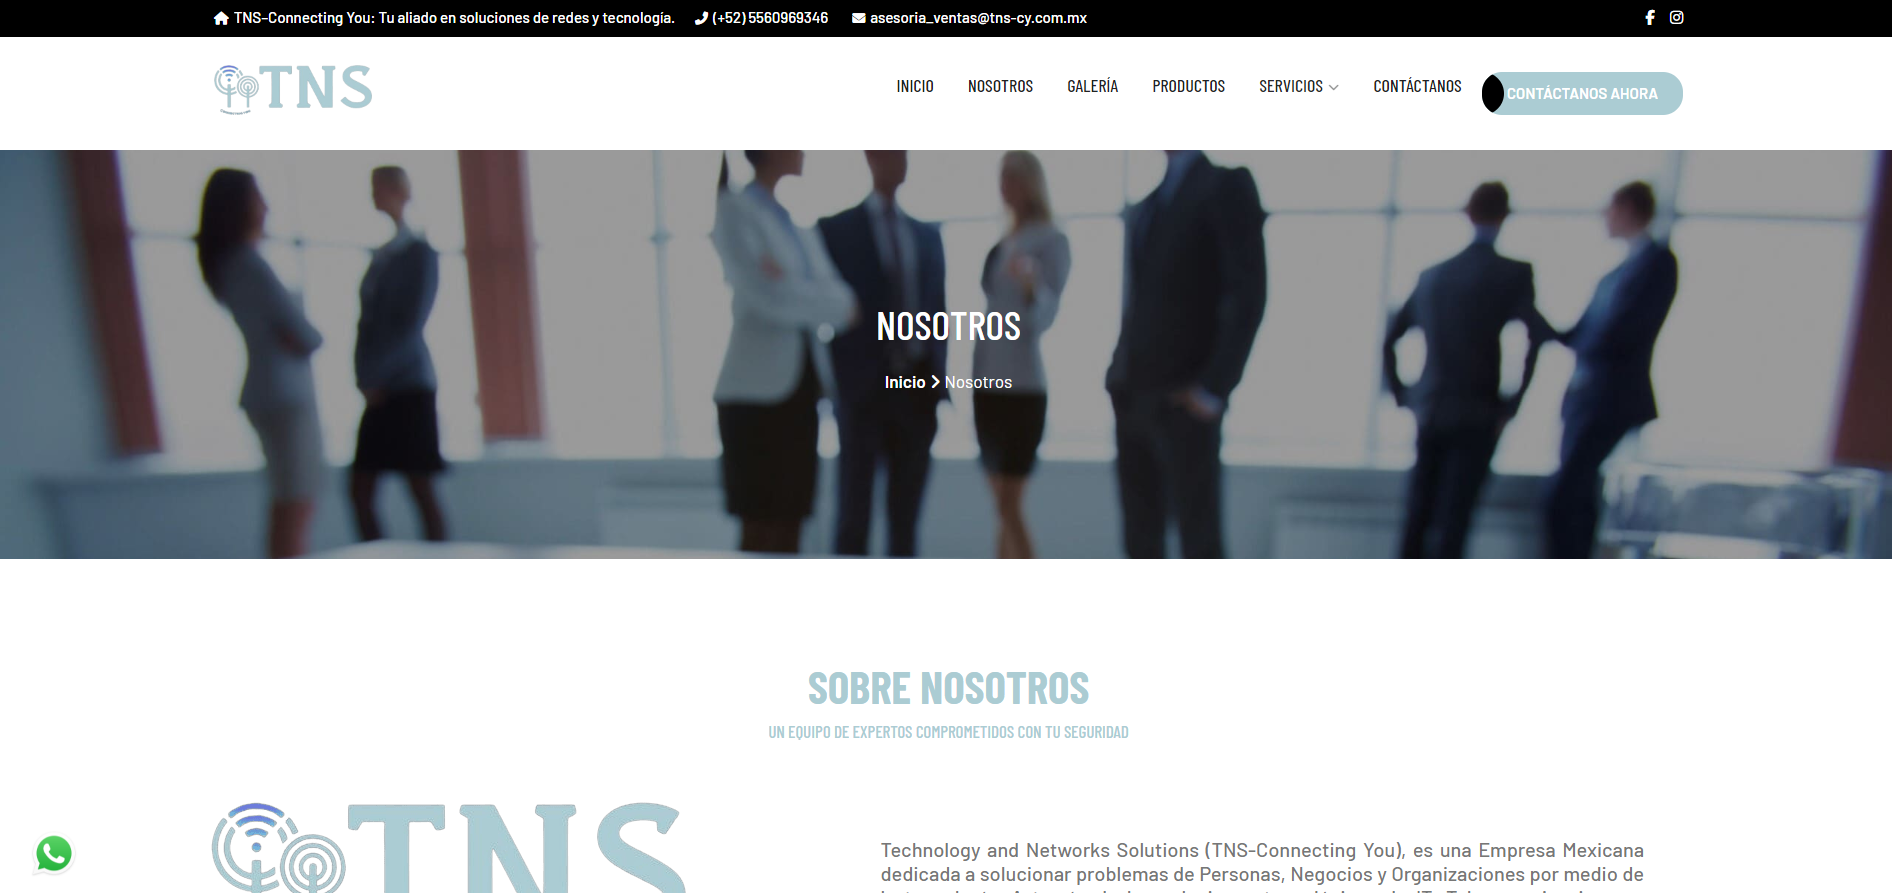 TNS–Connecting You: Tu aliado en soluciones de redes y tecnología. (+52) 5560969346 asesoria_ventas@tns-cy.com.mx
TNS
INICIO NOSOTROS GALERÍA PRODUCTOS SERVICIOS CONTÁCTANOS CONTÁCTANOS AHORA
NOSOTROS
Inicio Nosotros
SOBRE NOSOTROS
UN EQUIPO DE EXPERTOS COMPROMETIDOS CON TU SEGURIDAD
TNS
Technology and Networks Solutions (TNS-Connecting You), es una Empresa Mexicana
dedicada a solucionar problemas de Personas, Negocios y Organizaciones por medio de